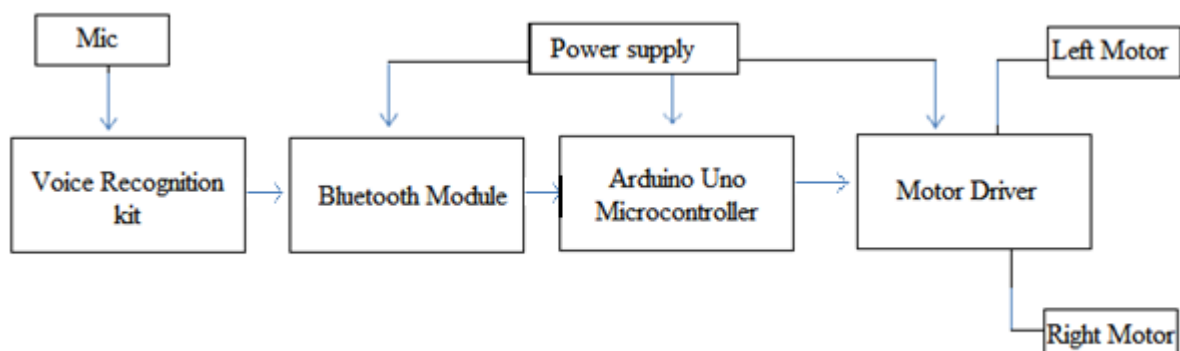 Mic
Power supply
Left Motor
Voice Recognition
kit
Bluetooth Module
Arduino Uno
Microcontroller
Motor Driver
Right Motor